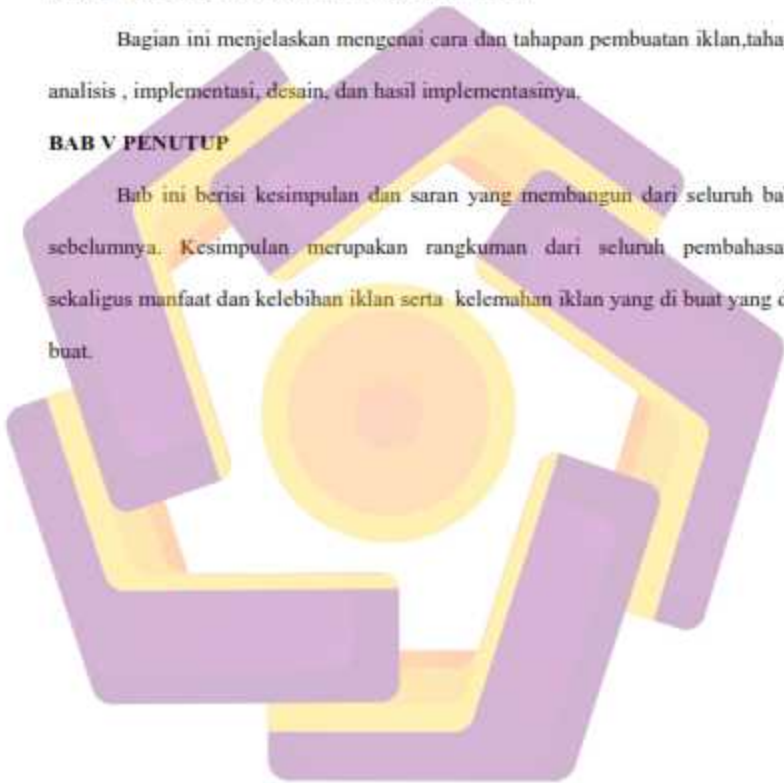 Bagian ini menjelaskan mengenai cara dan tahapan pembuatan iklan,taha
analisis , implementasi, desain, dan hasil implementasinya.
BAB V PENUTUP
Bab ini berisi kesimpulan dan saran yang membangun dari seluruh ba
sebelumnya. Kesimpulan merupakan rangkuman dari seluruh pembahasa
sekaligus manfaat dan kelebihan iklan serta kelemahan iklan yang di buat yang d
buat.